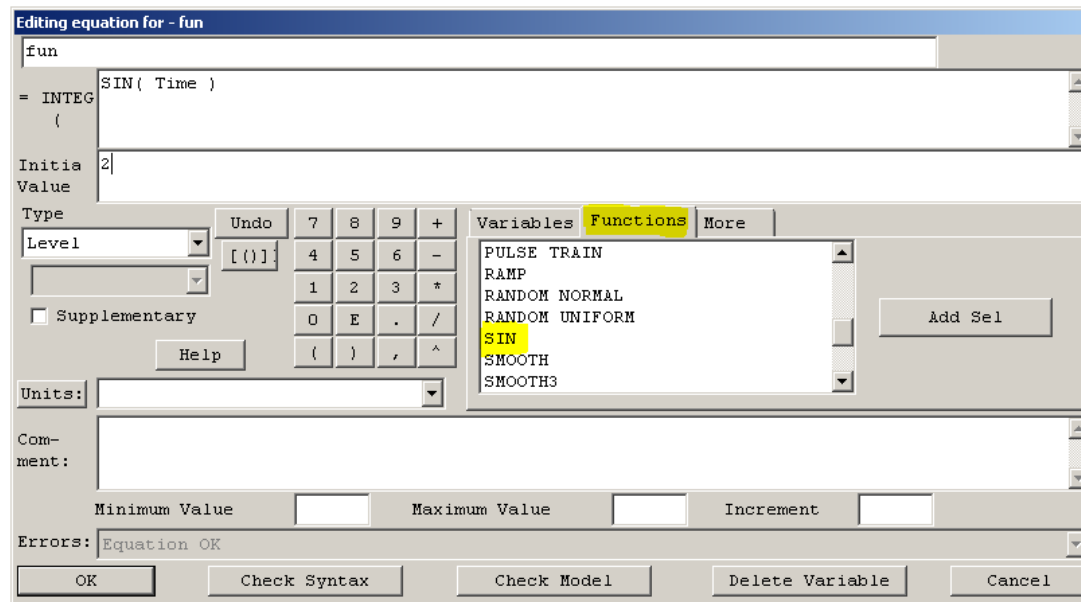 Editing equation for - fun
fun
= INTEG
(
SIN( Time )
Initia
Value
2
Type
Level
Undo
[()]
7 8 9 +
4 5 6 -
1 2 3 *
0 E . /
( ) , ^
Supplementary
Help
Variables Functions More
PULSE TRAIN
RAMP
RANDOM NORMAL
RANDOM UNIFORM
SIN
SMOOTH
SMOOTH3
Add Sel
Units:
Com-
ment:
Minimum Value Maximum Value Increment
Errors: Equation OK
OK Check Syntax Check Model Delete Variable Cancel